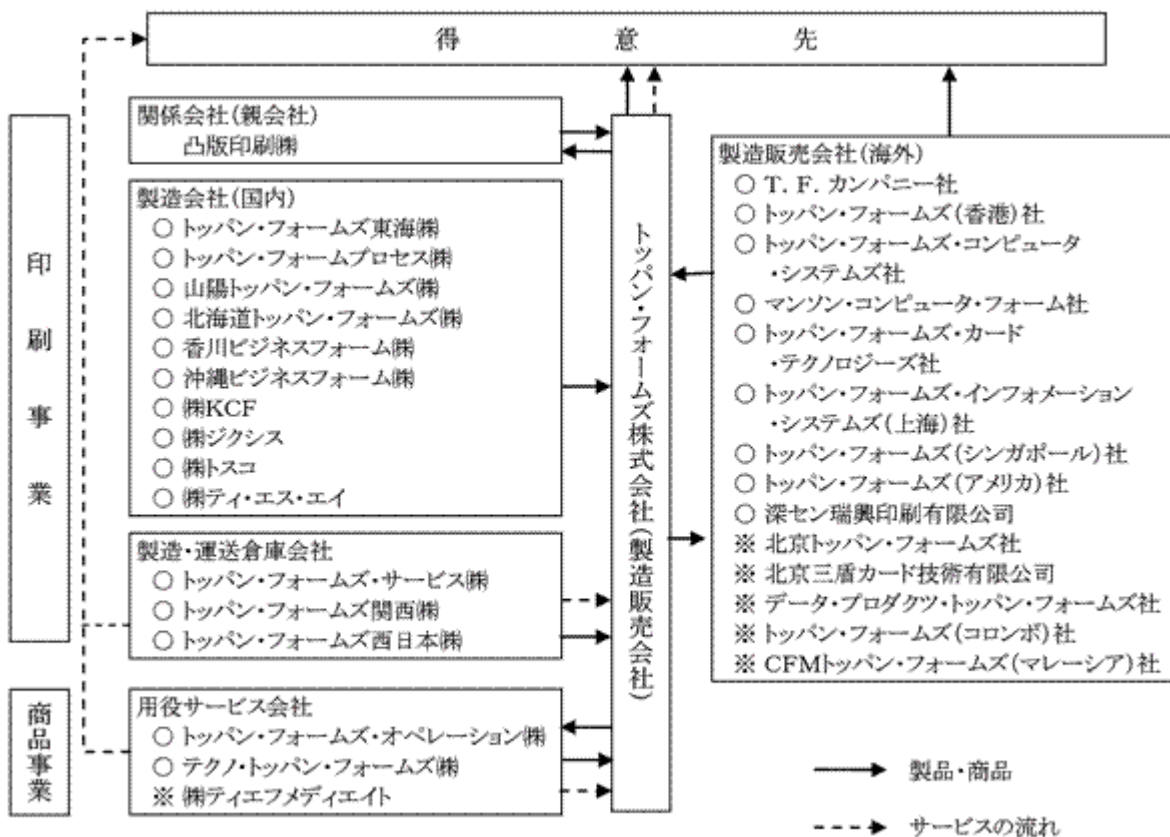 得意先
印刷事業
関係会社(親会社)
凸版印刷㈱
製造会社(国内)
○ トッパン・フォームズ東海㈱
○ トッパン・フォームプロセス㈱
○ 山陽トッパン・フォームズ㈱
○ 北海道トッパン・フォームズ㈱
○ 香川ビジネスフォーム㈱
○ 沖縄ビジネスフォーム㈱
○ ㈱KCF
○ ㈱ジクシス
○ ㈱トスコ
○ ㈱ティ・エス・エイ
製造・運送倉庫会社
○ トッパン・フォームズ・サービス㈱
○ トッパン・フォームズ関西㈱
○ トッパン・フォームズ西日本㈱
商品事業
用役サービス会社
○ トッパン・フォームズ・オペレーション㈱
○ テクノ・トッパン・フォームズ㈱
※ ㈱ティエフメディエイト
トッパン・フォームズ株式会社(製造販売会社)
製造販売会社(海外)
○ T. F. カンパニー社
○ トッパン・フォームズ(香港)社
○ トッパン・フォームズ・コンピュータ
・システムズ社
○ マンソン・コンピュータ・フォーム社
○ トッパン・フォームズ・カード
・テクノロジーズ社
○ トッパン・フォームズ・インフォメーション
・システムズ(上海)社
○ トッパン・フォームズ(シンガポール)社
○ トッパン・フォームズ(アメリカ)社
○ 深セン瑞興印刷有限公司
※ 北京トッパン・フォームズ社
※ 北京三盾カード技術有限公司
※ データ・プロダクツ・トッパン・フォームズ社
※ トッパン・フォームズ(コロンボ)社
※ CFMトッパン・フォームズ(マレーシア)社
製品・商品
サービスの流れ